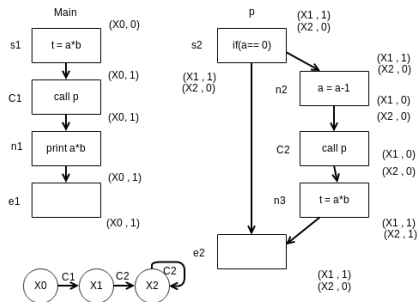 Main
(X0, 0)
s1
t = a*b
(X0, 1)
C1
call p
(X0, 1)
n1
print a*b
(X0 , 1)
e1
(X0 , 1)
p
(X1 , 1)
(X2 , 0)
s2
if(a== 0)
(X1 , 1)
(X2 , 0)
(X1 , 1)
(X2 , 0)
n2
a = a-1
(X1 , 0)
(X2 , 0)
C2
call p
(X1 , 0)
(X2 , 0)
n3
t = a*b
(X1 , 1)
(X2 , 1)
e2
(X1 , 1)
(X2 , 0)
X0
C1
X1
C2
X2
C2